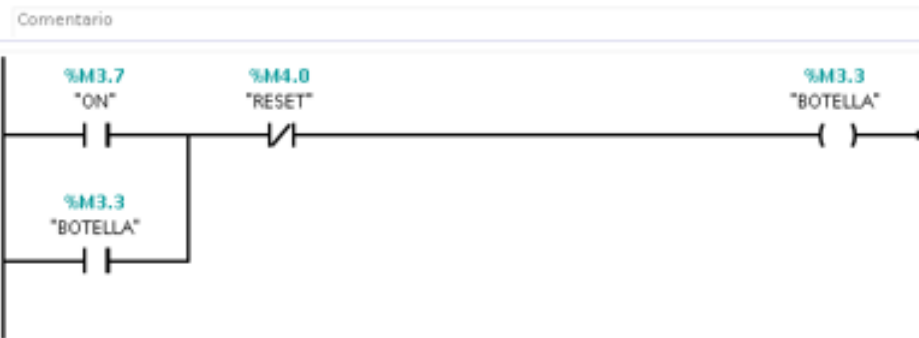 Comentario
%M3.7
"ON"
%M4.0
"RESET"
%M3.3
"BOTELLA"
%M3.3
"BOTELLA"